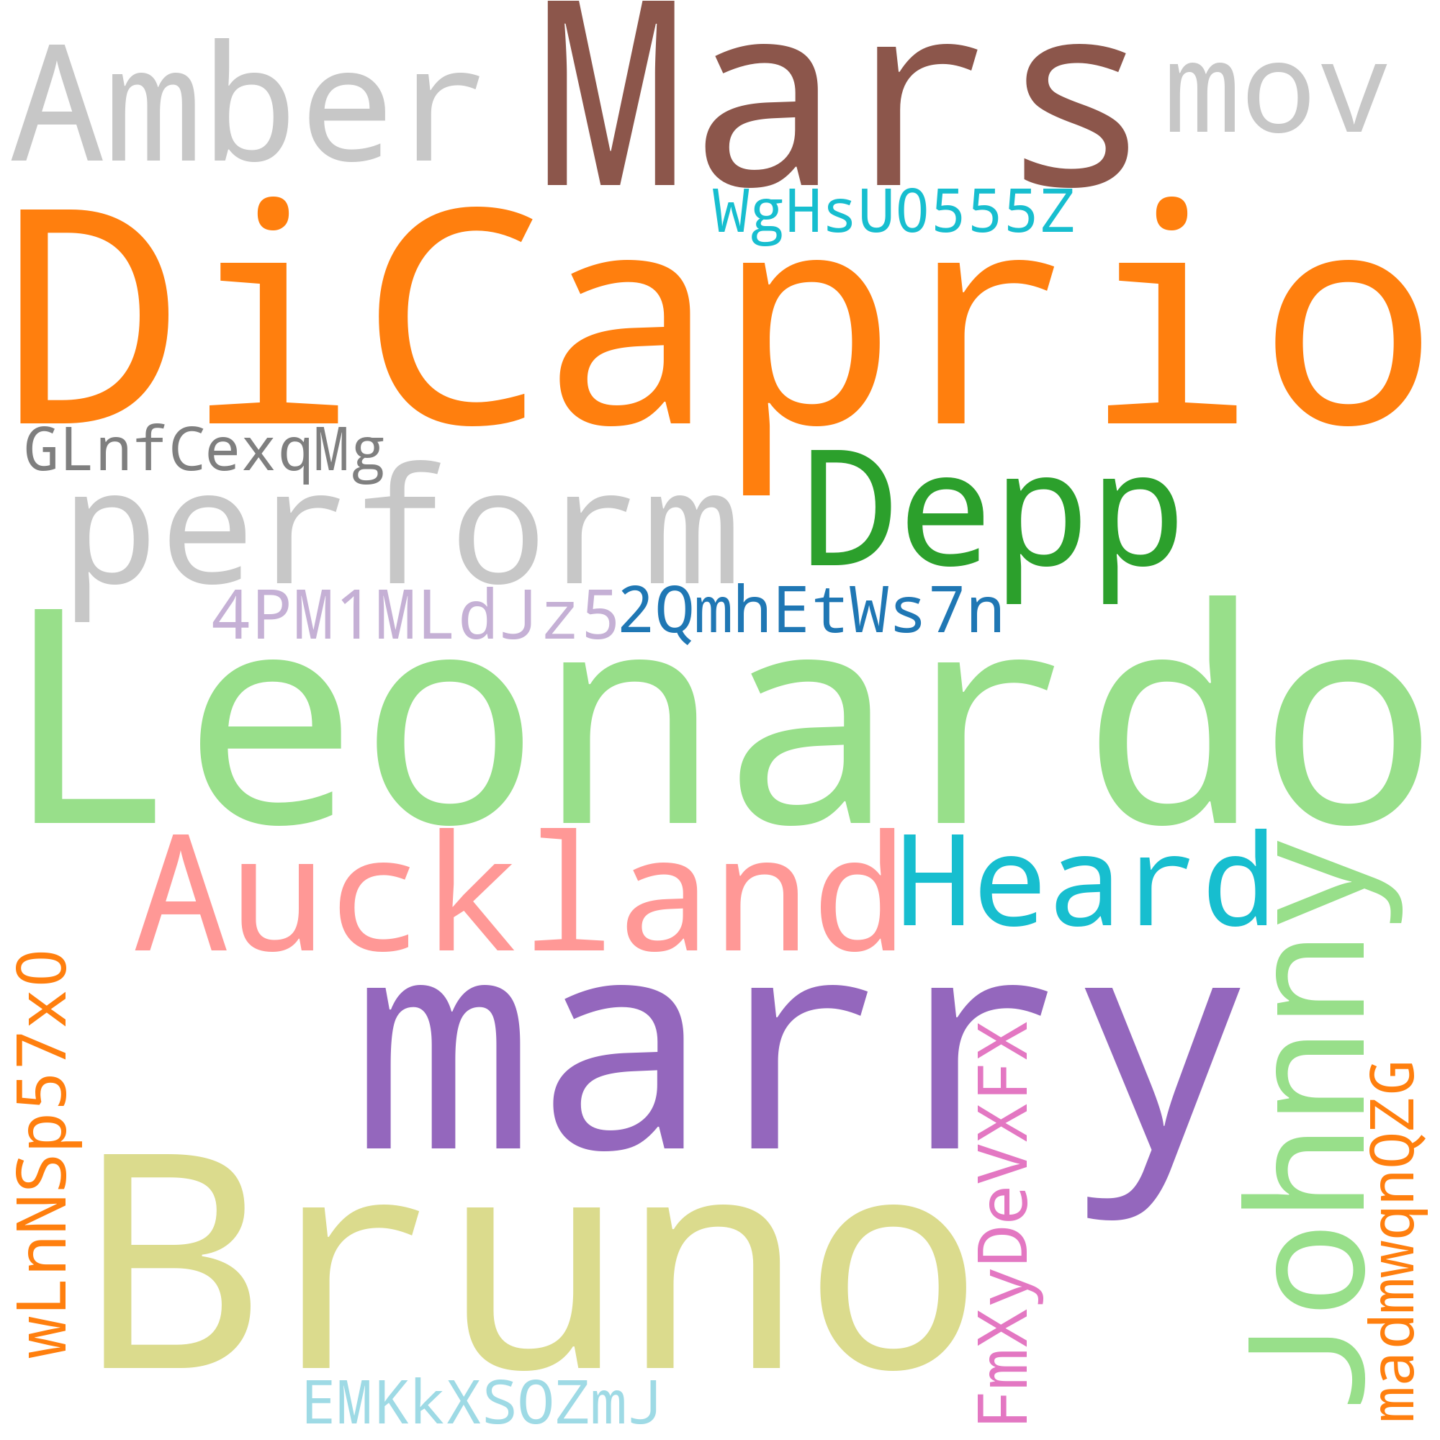 Amber
Mars
mov
WgHsU0555Z
DiCaprio
GLnfCexqMg
perform
Depp
4PM1MLdJz5
2QmhEtWs7n
Leonardo
Auckland
Heard
Johnny
wLnNSp57x0
marry
FmXyDeVXFX
madmwqnQZG
Bruno
EMKkXSOZmJ